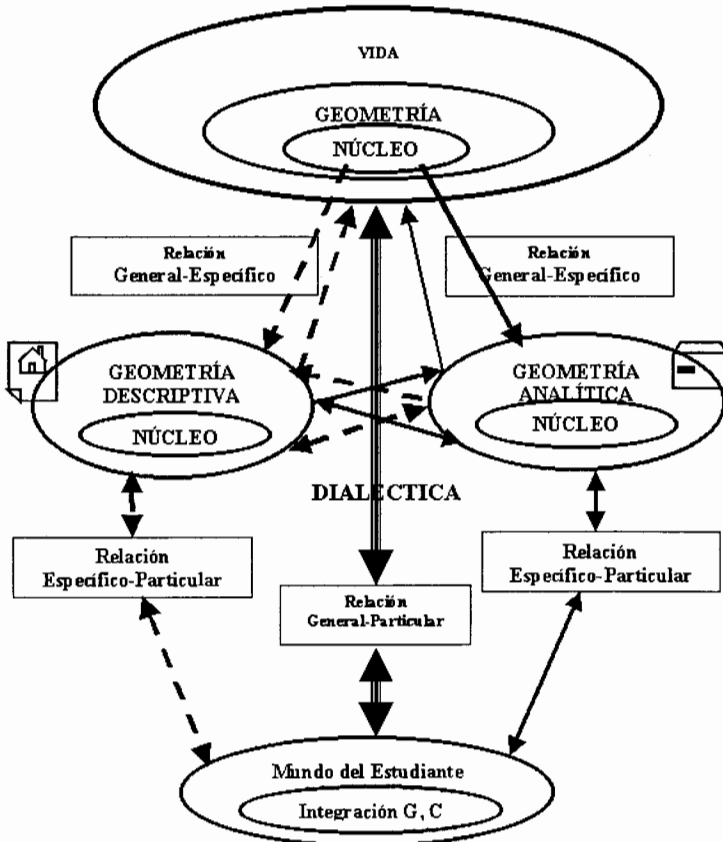 VIDA
GEOMETRÍA
NÚCLEO
Relación
General-Específico
Relación
General-Específico
GEOMETRÍA
DESCRIPTIVA
NÚCLEO
GEOMETRÍA
ANALÍTICA
NÚCLEO
DIALECTICA
Relación
Específico-Particular
Relación
General-Particular
Relación
Específico-Particular
Mundo del Estudiante
Integración G, C